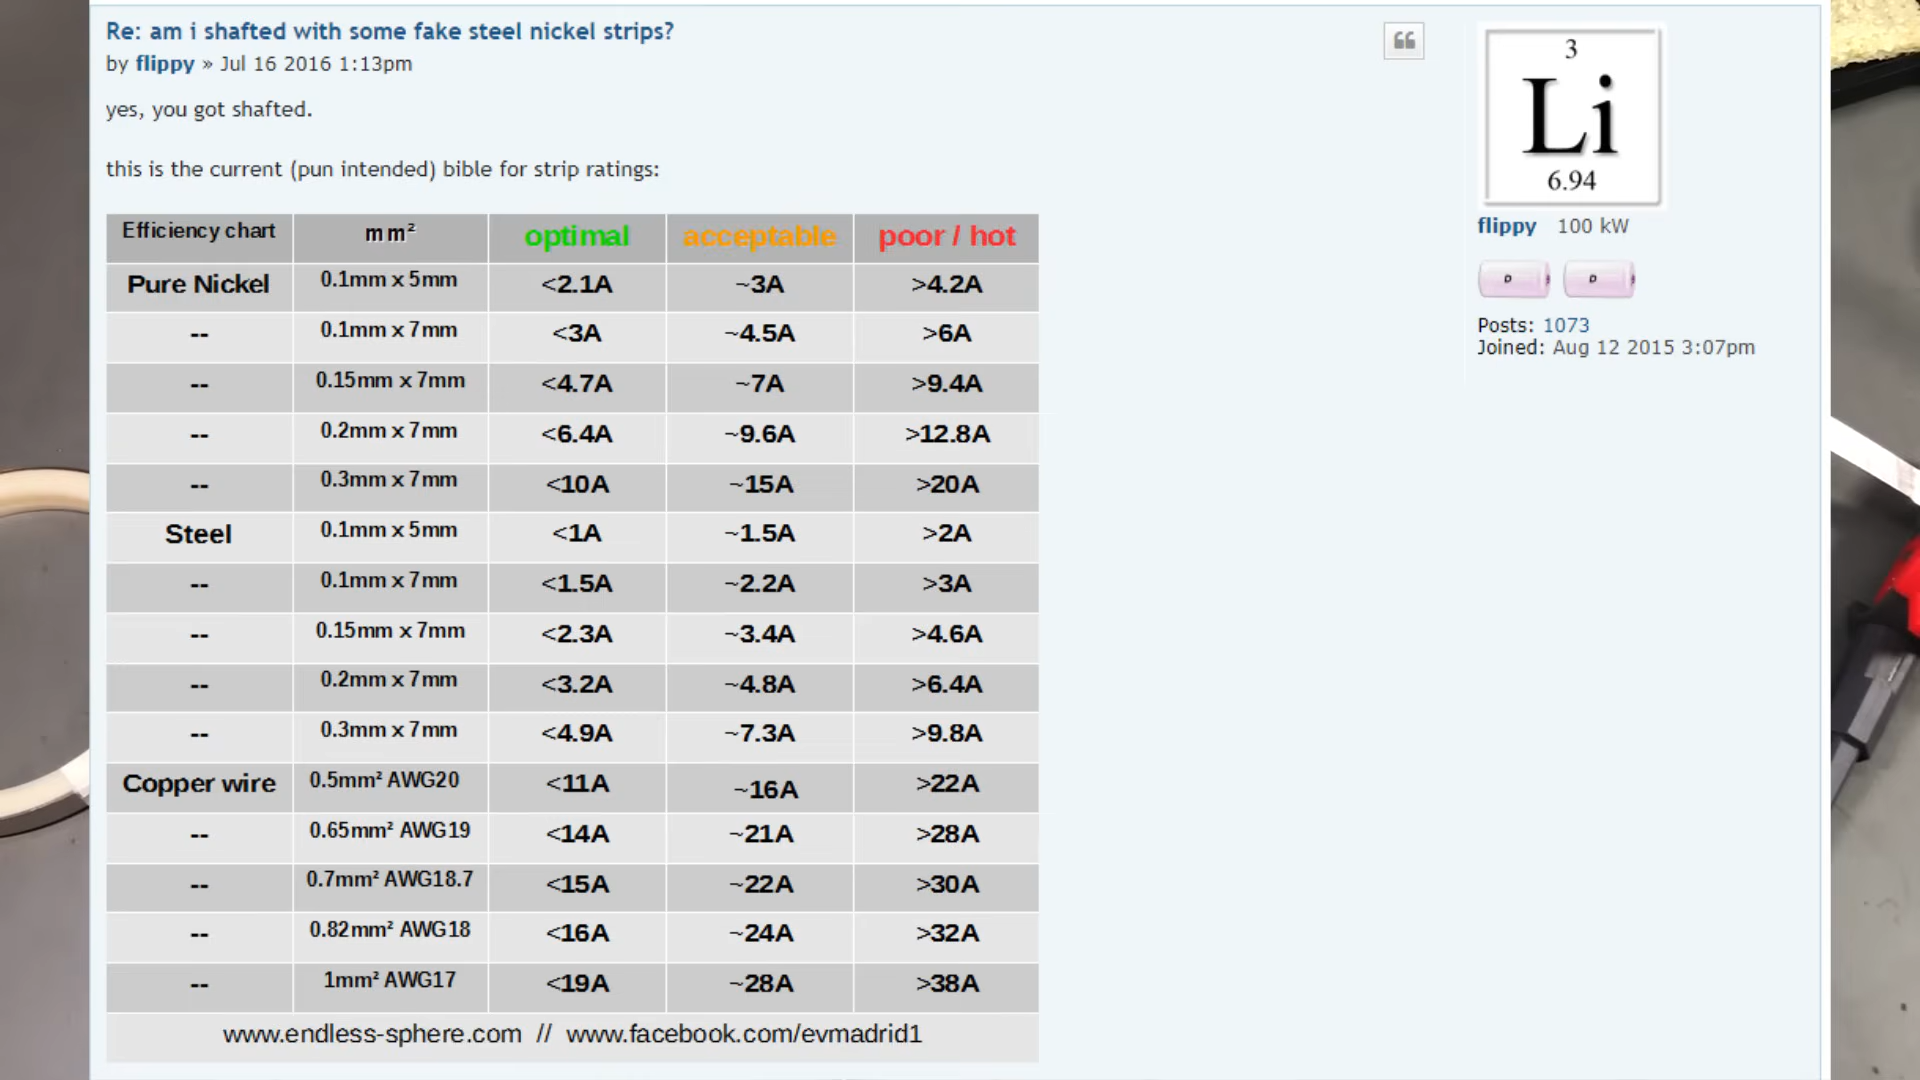 Re: am i shafted with some fake steel nickel strips?
by flippy » Jul 16 2016 1:13pm
yes, you got shafted.
this is the current (pun intended) bible for strip ratings:
Efficiency chart mm² optimal acceptable poor / hot
Pure Nickel 0.1mm x 5mm <2.1A ~3A >4.2A
-- 0.1mm x 7mm <3A ~4.5A >6A
-- 0.15mm x 7mm <4.7A ~7A >9.4A
-- 0.2mm x 7mm <6.4A ~9.6A >12.8A
-- 0.3mm x 7mm <10A ~15A >20A
Steel 0.1mm x 5mm <1A ~1.5A >2A
-- 0.1mm x 7mm <1.5A ~2.2A >3A
-- 0.15mm x 7mm <2.3A ~3.4A >4.6A
-- 0.2mm x 7mm <3.2A ~4.8A >6.4A
-- 0.3mm x 7mm <4.9A ~7.3A >9.8A
Copper wire 0.5mm² AWG20 <11A ~16A >22A
-- 0.65mm² AWG19 <14A ~21A >28A
-- 0.7mm² AWG18.7 <15A ~22A >30A
-- 0.82mm² AWG18 <16A ~24A >32A
-- 1mm² AWG17 <19A ~28A >38A
www.endless-sphere.com // www.facebook.com/evmadrid1
3
Li
6.94
flippy 100 kW
Posts: 1073
Joined: Aug 12 2015 3:07pm